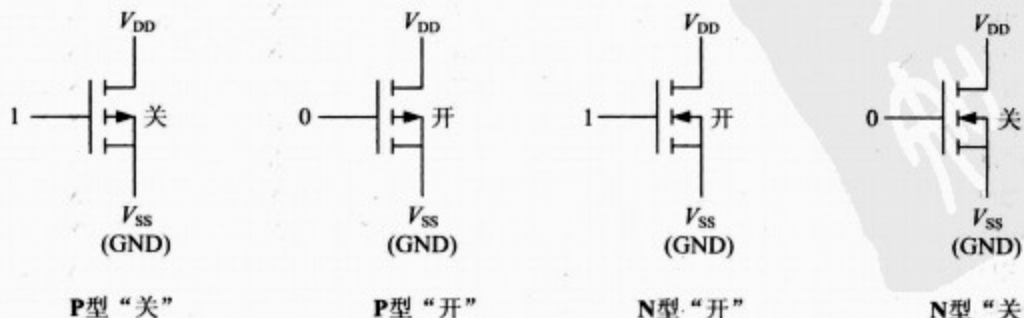 V_DD V_DD V_DD V_DD
1 关 0 开 1 开 0 关
V_SS V_SS V_SS V_SS
(GND) (GND) (GND) (GND)
P型“关” P型“开” N型“开” N型“关